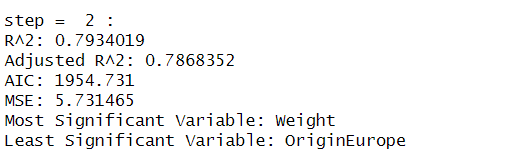 step =  2 :
R^2: 0.7934019
Adjusted R^2: 0.7868352
AIC: 1954.731
MSE: 5.731465
Most Significant Variable: Weight
Least Significant Variable: OriginEurope